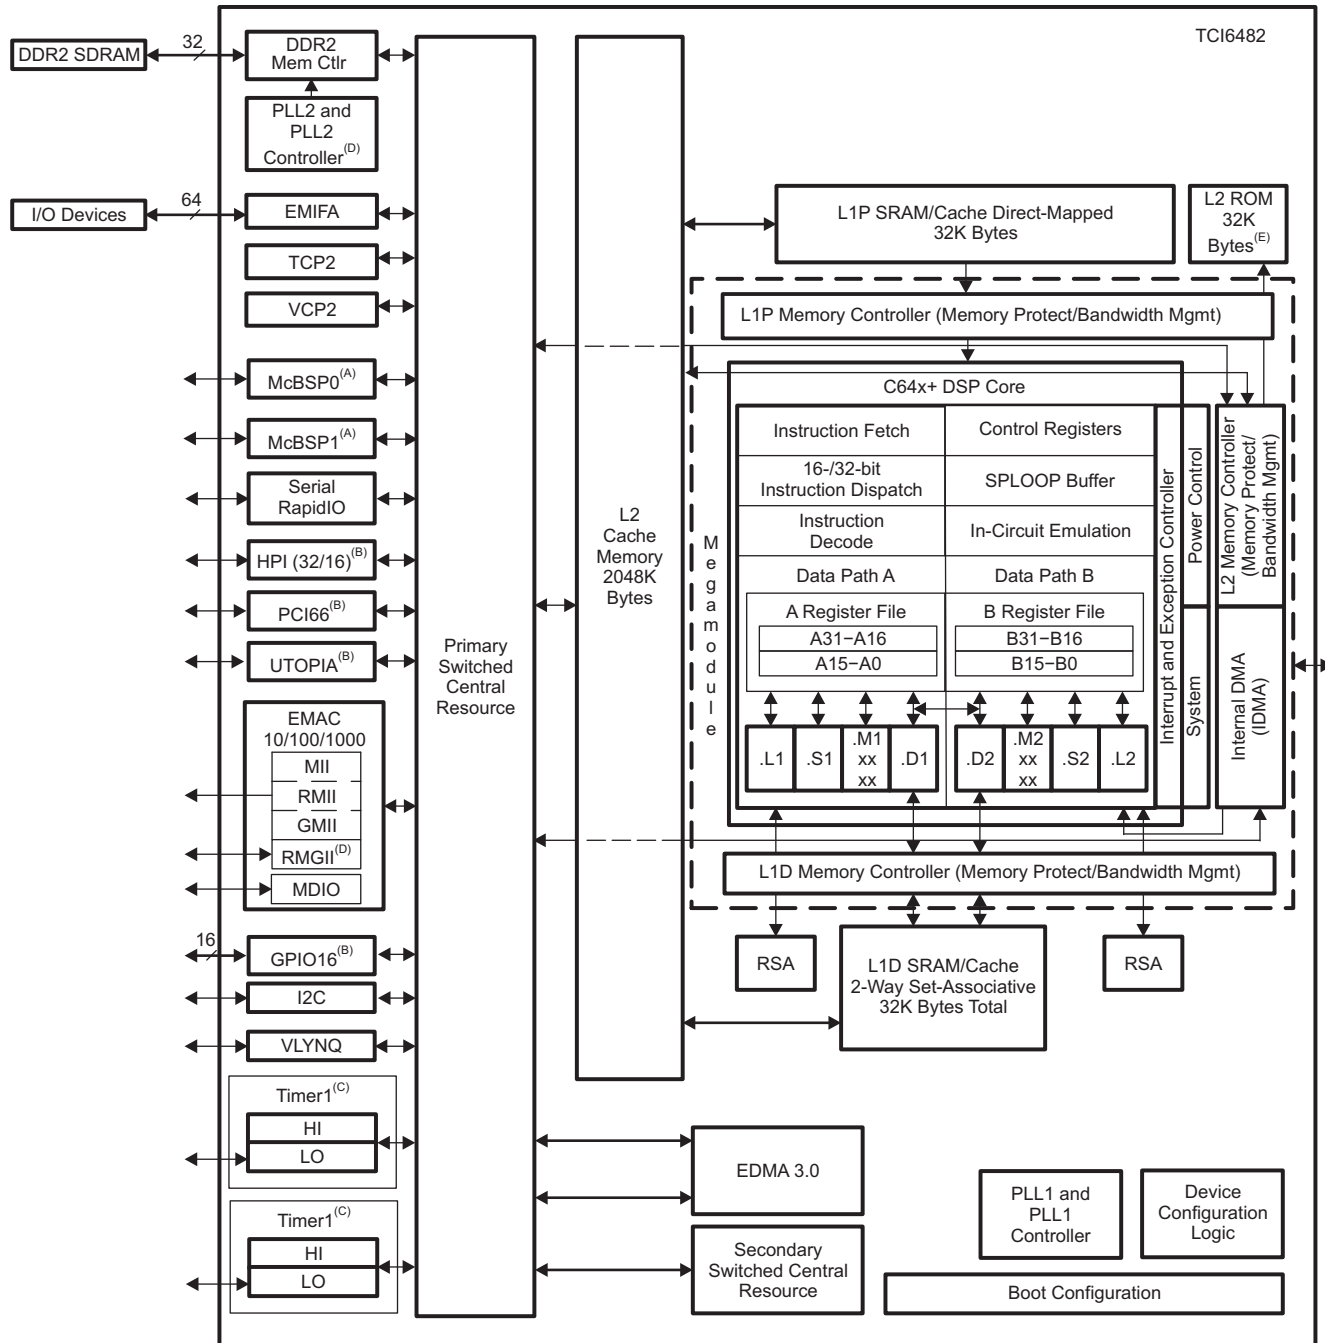 TCI6482
DDR2 SDRAM
32
DDR2
Mem Ctlr
PLL2 and
PLL2
Controller(D)
I/O Devices
64
EMIFA
TCP2
VCP2
McBSP0(A)
McBSP1(A)
Serial
RapidIO
HPI (32/16)(B)
PCI66(B)
UTOPIA(B)
EMAC
10/100/1000
MII
RMII
GMII
RMGII(D)
MDIO
16
GPIO16(B)
I2C
VLYNQ
Timer1(C)
HI
LO
Timer1(C)
HI
LO
Primary
Switched
Central
Resource
L2
Cache
Memory
2048K
Bytes
L1P SRAM/Cache Direct-Mapped
32K Bytes
L2 ROM
32K
Bytes(E)
L1P Memory Controller (Memory Protect/Bandwidth Mgmt)
Megamodule
C64x+ DSP Core
Instruction Fetch
Control Registers
16-/32-bit
Instruction Dispatch
SPLOOP Buffer
Instruction
Decode
In-Circuit Emulation
Data Path A
Data Path B
A Register File
A31−A16
A15−A0
B Register File
B31−B16
B15−B0
.L1
.S1
.M1
xx
xx
.D1
.D2
.M2
xx
xx
.S2
.L2
Interrupt and Exception Controller
Power Control
System
L2 Memory Controller
(Memory Protect/
Bandwidth Mgmt)
Internal DMA
(IDMA)
L1D Memory Controller (Memory Protect/Bandwidth Mgmt)
RSA
L1D SRAM/Cache
2-Way Set-Associative
32K Bytes Total
RSA
EDMA 3.0
Secondary
Switched Central
Resource
PLL1 and
PLL1
Controller
Device
Configuration
Logic
Boot Configuration